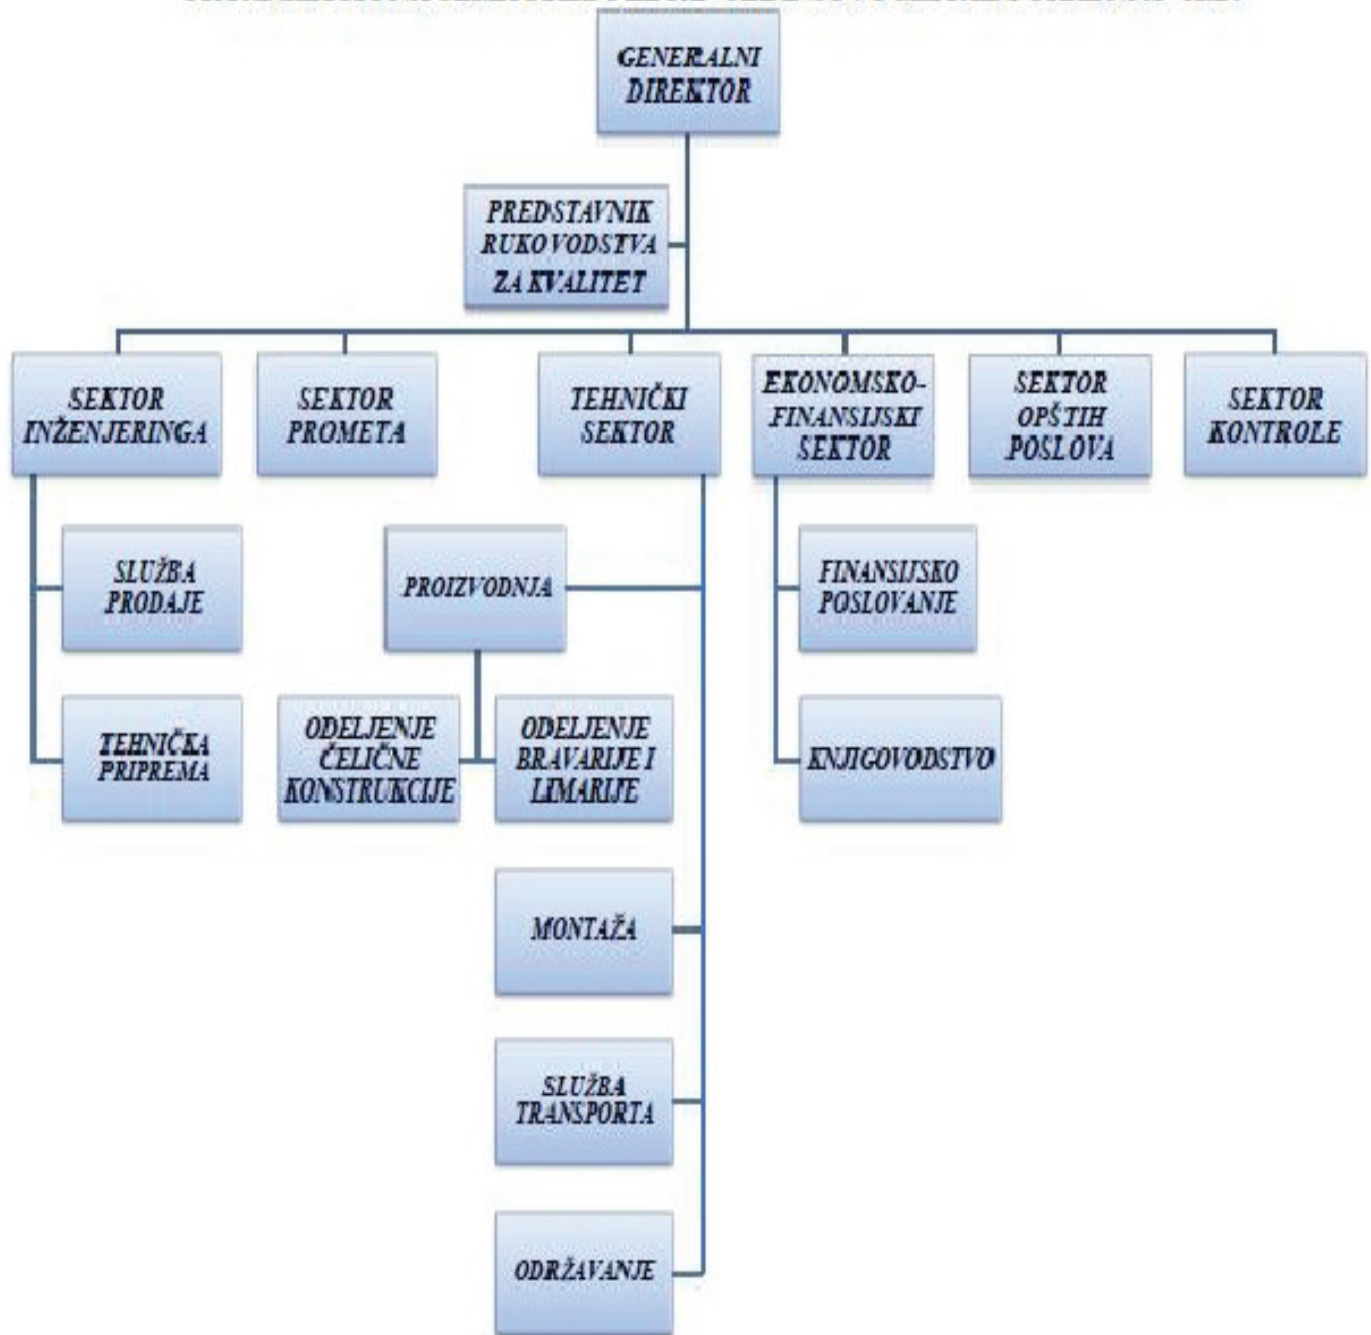 GENERALNI
DIREKTOR
PREDSTAVNIK
RUKOVODSTVA
ZA KVALITET
SEKTOR
INŽENJERINGA
SEKTOR
PROMETA
TEHNIČKI
SEKTOR
EKONOMSKO-
FINANSIJSKI
SEKTOR
SEKTOR
OPŠTIH
POSLOVA
SEKTOR
KONTROLE
SLUŽBA
PRODAJE
PROIZVODNJA
FINANSIJSKO
POSLOVANJE
TEHNIČKA
PRIPREMA
ODELJENJE
ČELIČNE
KONSTRUKCIJE
ODELJENJE
BRAVARIJE I
LIMARIJE
KNJIGOVODSTVO
MONTAŽA
SLUŽBA
TRANSPORTA
ODRŽAVANJE